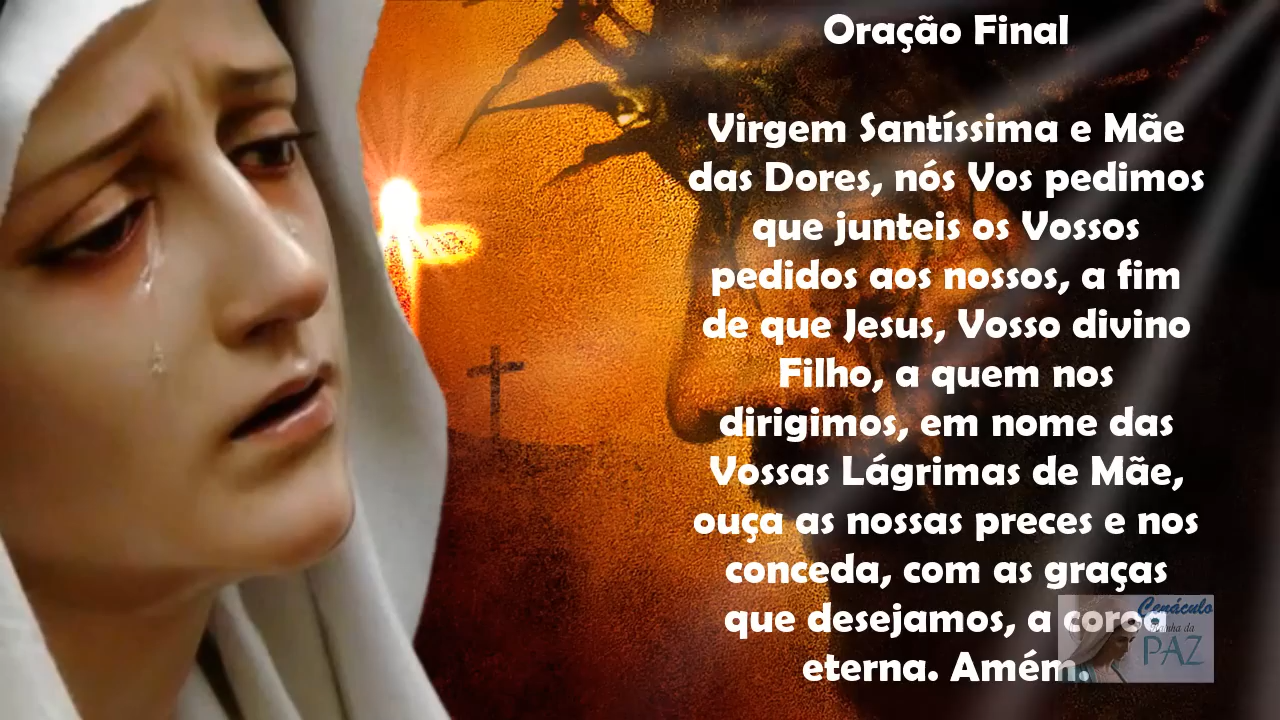 Oração Final
Virgem Santíssima e Mãe
das Dores, nós Vos pedimos
que junteis os Vossos
pedidos aos nossos, a fim
de que Jesus, Vosso divino
Filho, a quem nos
dirigimos, em nome das
Vossas Lágrimas de Mãe,
ouça as nossas preces e nos
conceda, com as graças
que desejamos, a coroa
eterna. Amém.
Cenáculo
Rainha da
PAZ